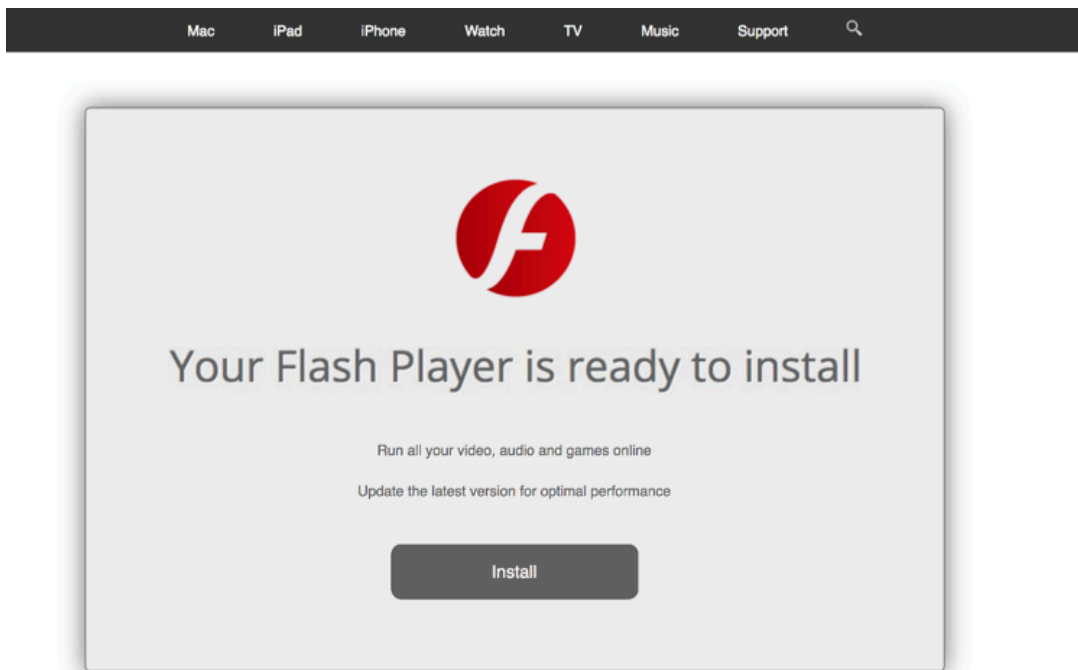 Mac iPad iPhone Watch TV Music Support
Your Flash Player is ready to install
Run all your video, audio and games online
Update the latest version for optimal performance
Install